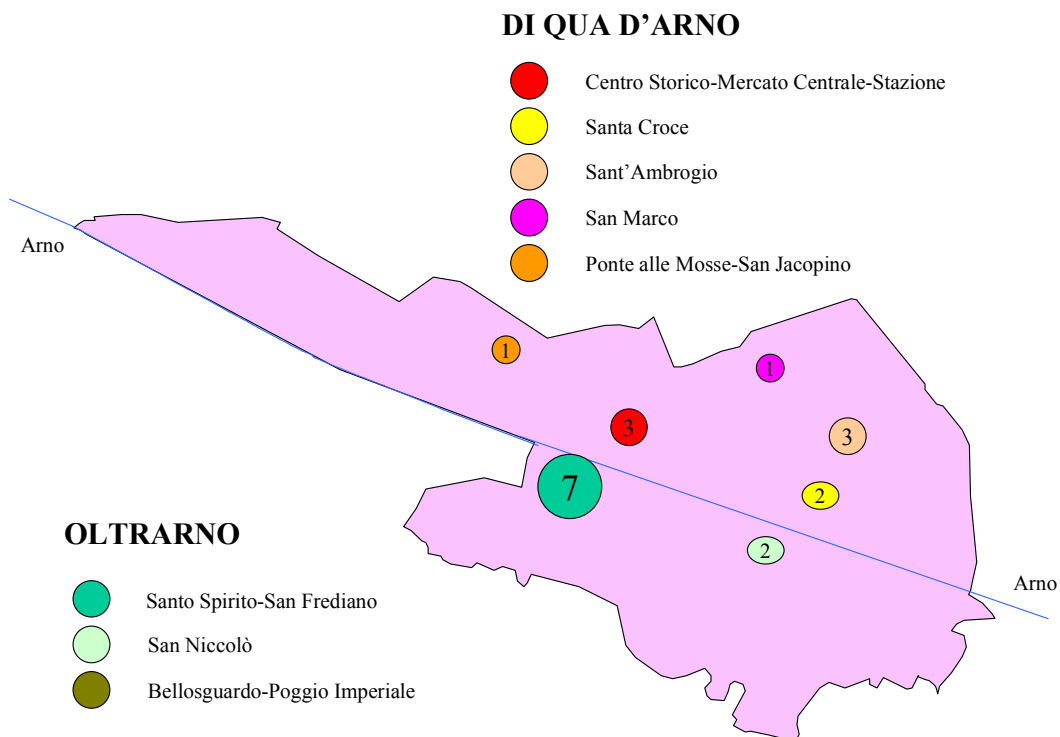 DI QUA D’ARNO
Centro Storico-Mercato Centrale-Stazione
Santa Croce
Sant’Ambrogio
San Marco
Ponte alle Mosse-San Jacopino
Arno
1
1
3
3
7
2
2
OLTRARNO
Arno
Santo Spirito-San Frediano
San Niccolò
Bellosguardo-Poggio Imperiale